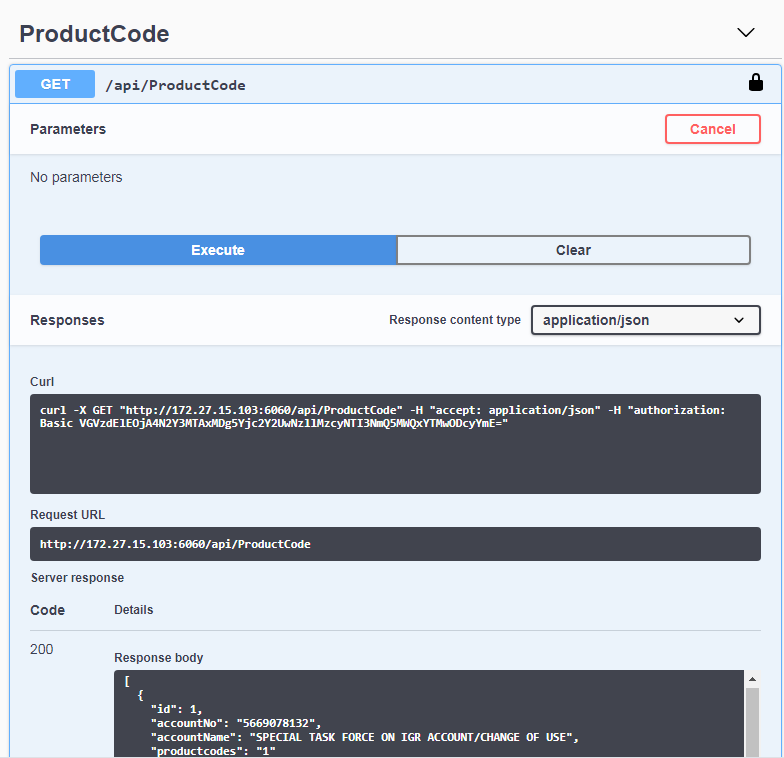 ProductCode
GET /api/ProductCode
Parameters
Cancel
No parameters
Execute
Clear
Responses
Response content type
application/json
Curl
curl -X GET "http://172.27.15.103:6060/api/ProductCode" -H "accept: application/json" -H "authorization:
Basic VGVzdElEOjA4N2Y3MTAxMDg5Yjc2Y2UwNzllMzcyNTI3NmQ5MWQxYTMwODcyYmE="
Request URL
http://172.27.15.103:6060/api/ProductCode
Server response
Code
Details
200
Response body
[
{
"id": 1,
"accountNo": "5669078132",
"accountName": "SPECIAL TASK FORCE ON IGR ACCOUNT/CHANGE OF USE",
"productcodes": "1"